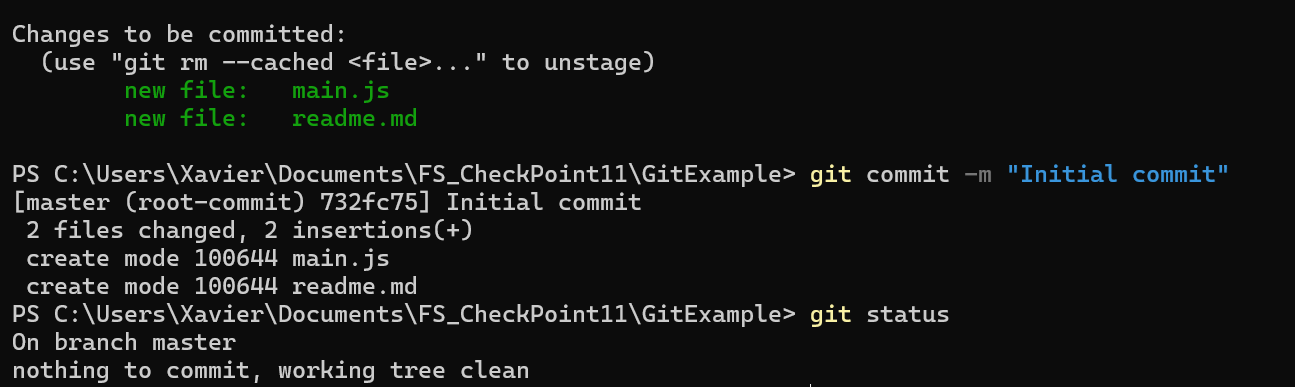 Changes to be committed:
  (use "git rm --cached <file>..." to unstage)
        new file:   main.js
        new file:   readme.md

PS C:\Users\Xavier\Documents\FS_CheckPoint11\GitExample> git commit -m "Initial commit"
[master (root-commit) 732fc75] Initial commit
 2 files changed, 2 insertions(+)
 create mode 100644 main.js
 create mode 100644 readme.md
PS C:\Users\Xavier\Documents\FS_CheckPoint11\GitExample> git status
On branch master
nothing to commit, working tree clean